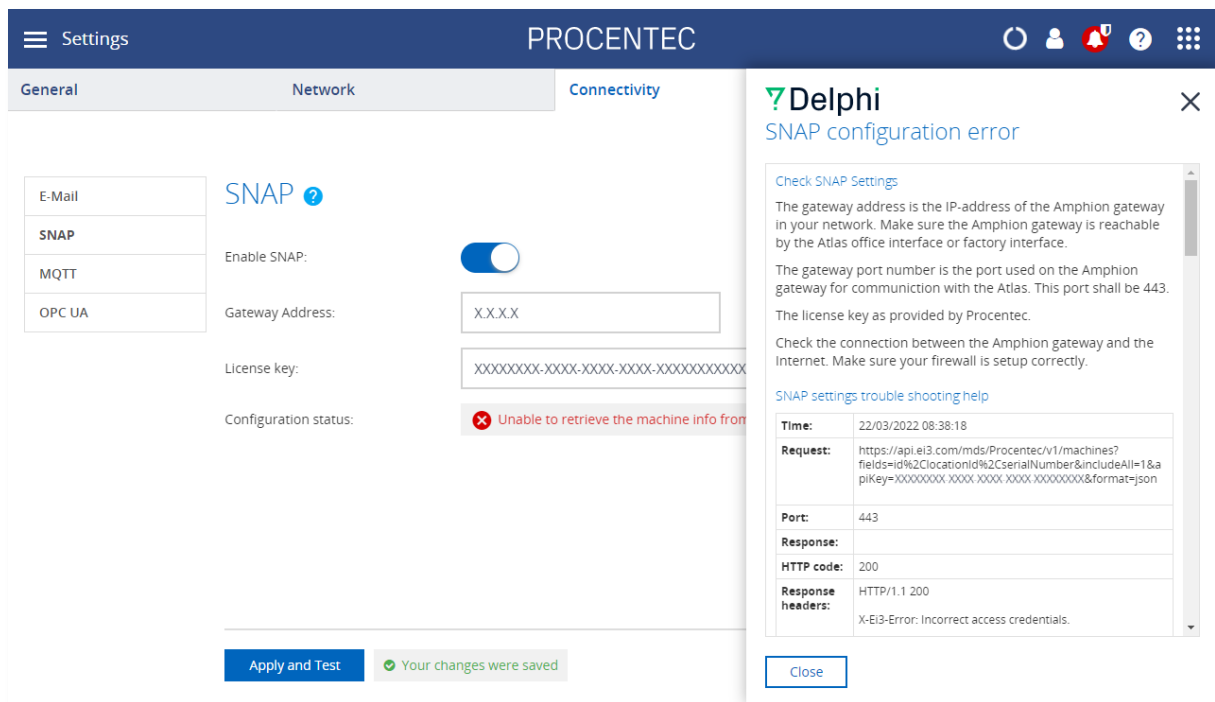 Settings
PROCENTEC
General
Network
Connectivity
E-Mail
SNAP
MQTT
OPC UA
SNAP ?
Enable SNAP:
Gateway Address:
X.X.X.X
License key:
XXXXXXXX-XXXX-XXXX-XXXX-XXXXXXXXXXX
Configuration status:
Unable to retrieve the machine info from
Apply and Test
Your changes were saved
Delphi
SNAP configuration error
Check SNAP Settings
The gateway address is the IP-address of the Amphion gateway
in your network. Make sure the Amphion gateway is reachable
by the Atlas office interface or factory interface.
The gateway port number is the port used on the Amphion
gateway for communiction with the Atlas. This port shall be 443.
The license key as provided by Procentec.
Check the connection between the Amphion gateway and the
Internet. Make sure your firewall is setup correctly.
SNAP settings trouble shooting help
Time: 22/03/2022 08:38:18
Request: https://api.ei3.com/mds/Procentec/v1/machines?
fields=id%2ClocationId%2CserialNumber&includeAll=1&a
piKey=XXXXXXXX-XXXX-XXXX-XXXX-XXXXXXXX&format=json
Port: 443
Response:
HTTP code: 200
Response headers: HTTP/1.1 200
X-Ei3-Error: Incorrect access credentials.
Close